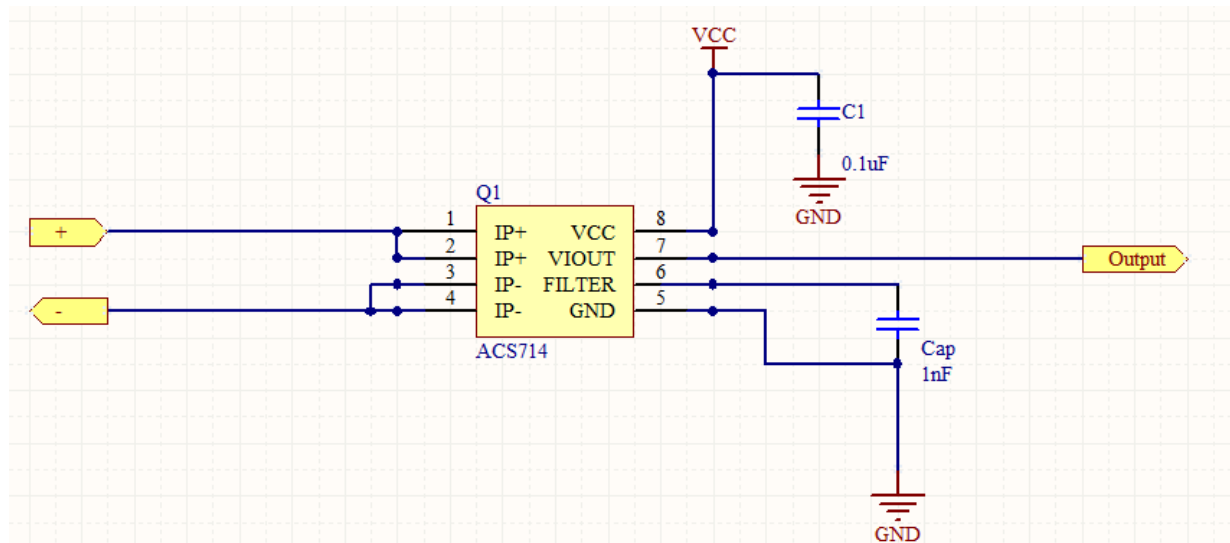 VCC
C1
0.1uF
GND
Q1
+
1 IP+ VCC 8
2 IP+ VIOUT 7
Output
3 IP- FILTER 6
-
4 IP- GND 5
ACS714
Cap
1nF
GND